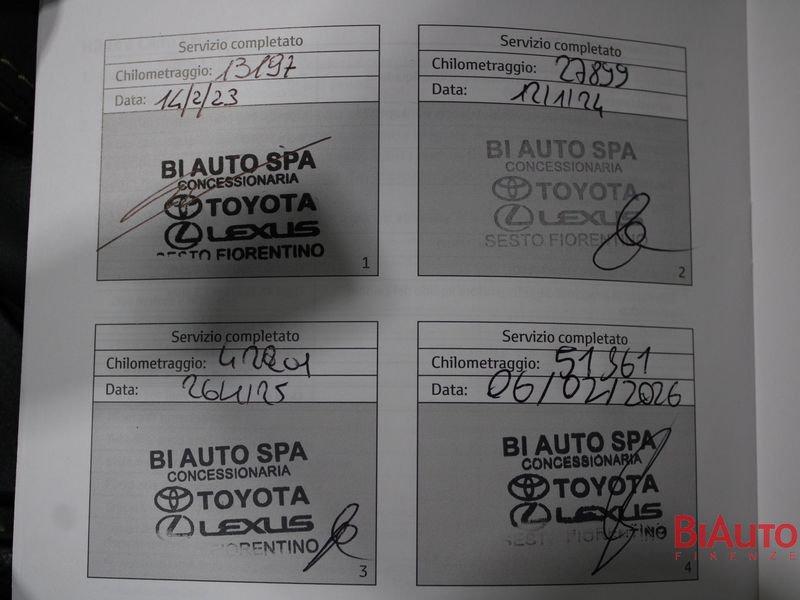 Servizio completato
Chilometraggio: 13197
Data: 14/2/23
BI AUTO SPA
CONCESSIONARIA
TOYOTA
LEXUS
SESTO FIORENTINO
1
Servizio completato
Chilometraggio: 27899
Data: 12/1/24
BI AUTO SPA
CONCESSIONARIA
TOYOTA
LEXUS
SESTO FIORENTINO
2
Servizio completato
Chilometraggio:
Data:
BI AUTO SPA
CONCESSIONARIA
TOYOTA
LEXUS
FIORENTINO
3
Servizio completato
Chilometraggio: 51361
Data: 06/02/2026
BI AUTO SPA
CONCESSIONARIA
TOYOTA
LEXUS
SESTO FIORENTINO
4
BIAUTO
FIRENZE